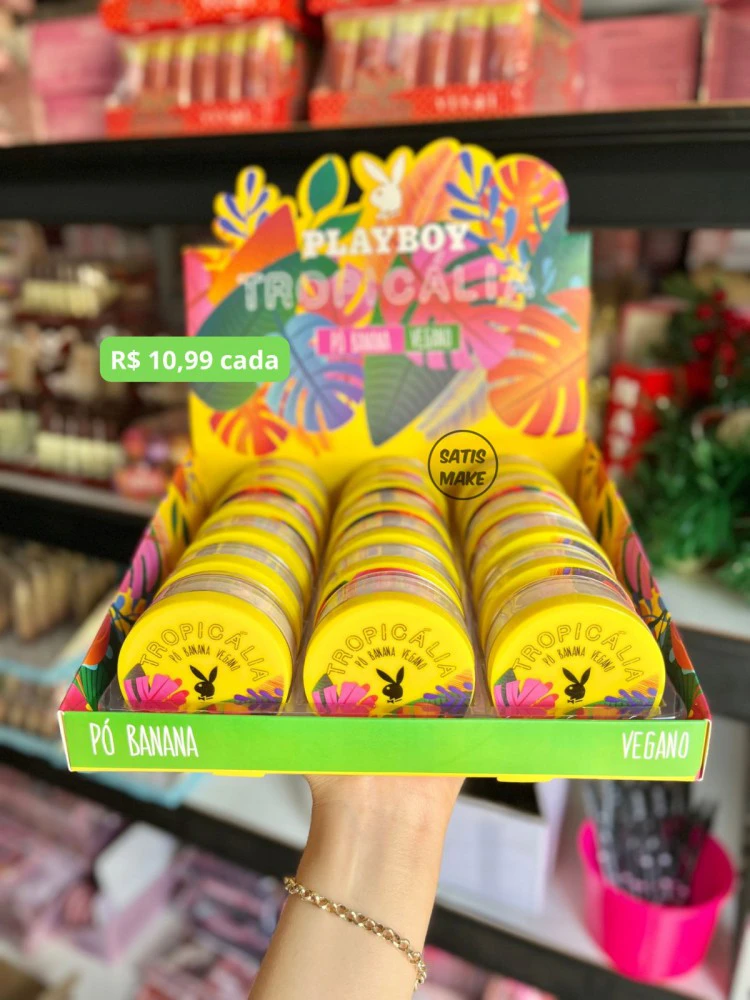 PLAYBOY
TROPICÁLIA
PÓ BANANA VEGANO
R$ 10,99 cada
SATIS
MAKE
TROPICÁLIA
PÓ BANANA VEGANO
TROPICÁLIA
PÓ BANANA VEGANO
TROPICÁLIA
PÓ BANANA VEGANO
PÓ BANANA VEGANO